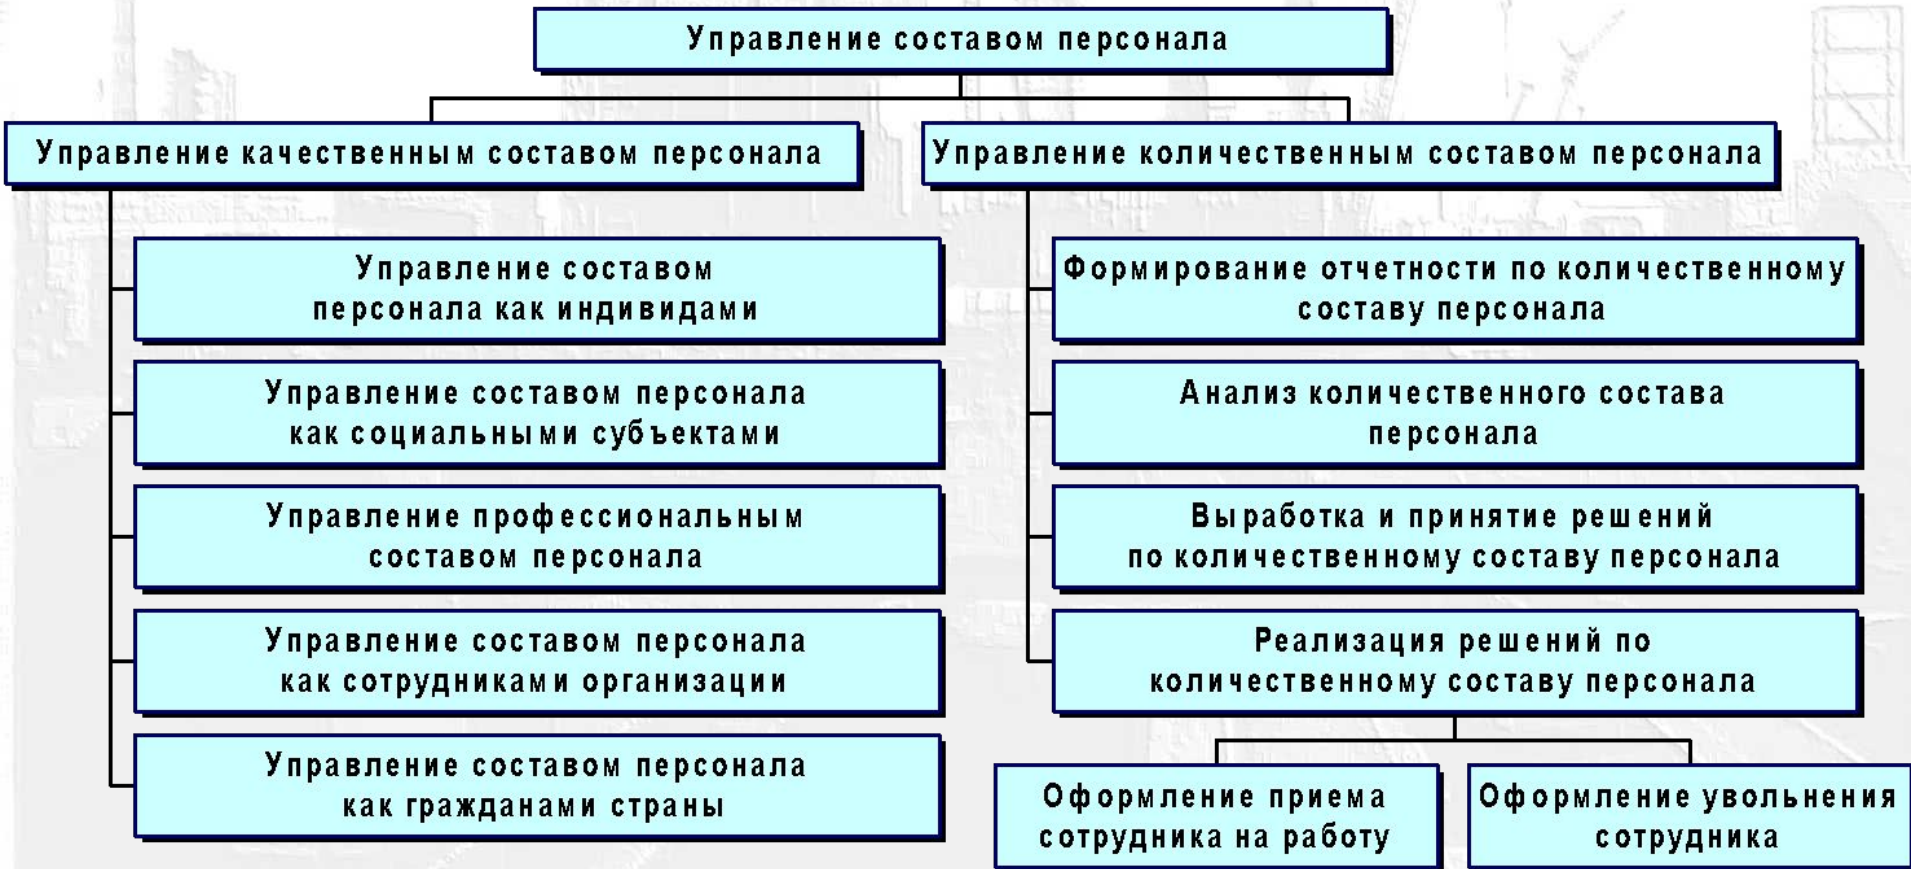 Управление составом персонала
Управление качественным составом персонала
Управление количественным составом персонала
Управление составом
персонала как индивидами
Управление составом персонала
как социальными субъектами
Управление профессиональным
составом персонала
Управление составом персонала
как сотрудниками организации
Управление составом персонала
как гражданами страны
Формирование отчетности по количественному
составу персонала
Анализ количественного состава
персонала
Выработка и принятие решений
по количественному составу персонала
Реализация решений по
количественному составу персонала
Оформление приема
сотрудника на работу
Оформление увольнения
сотрудника